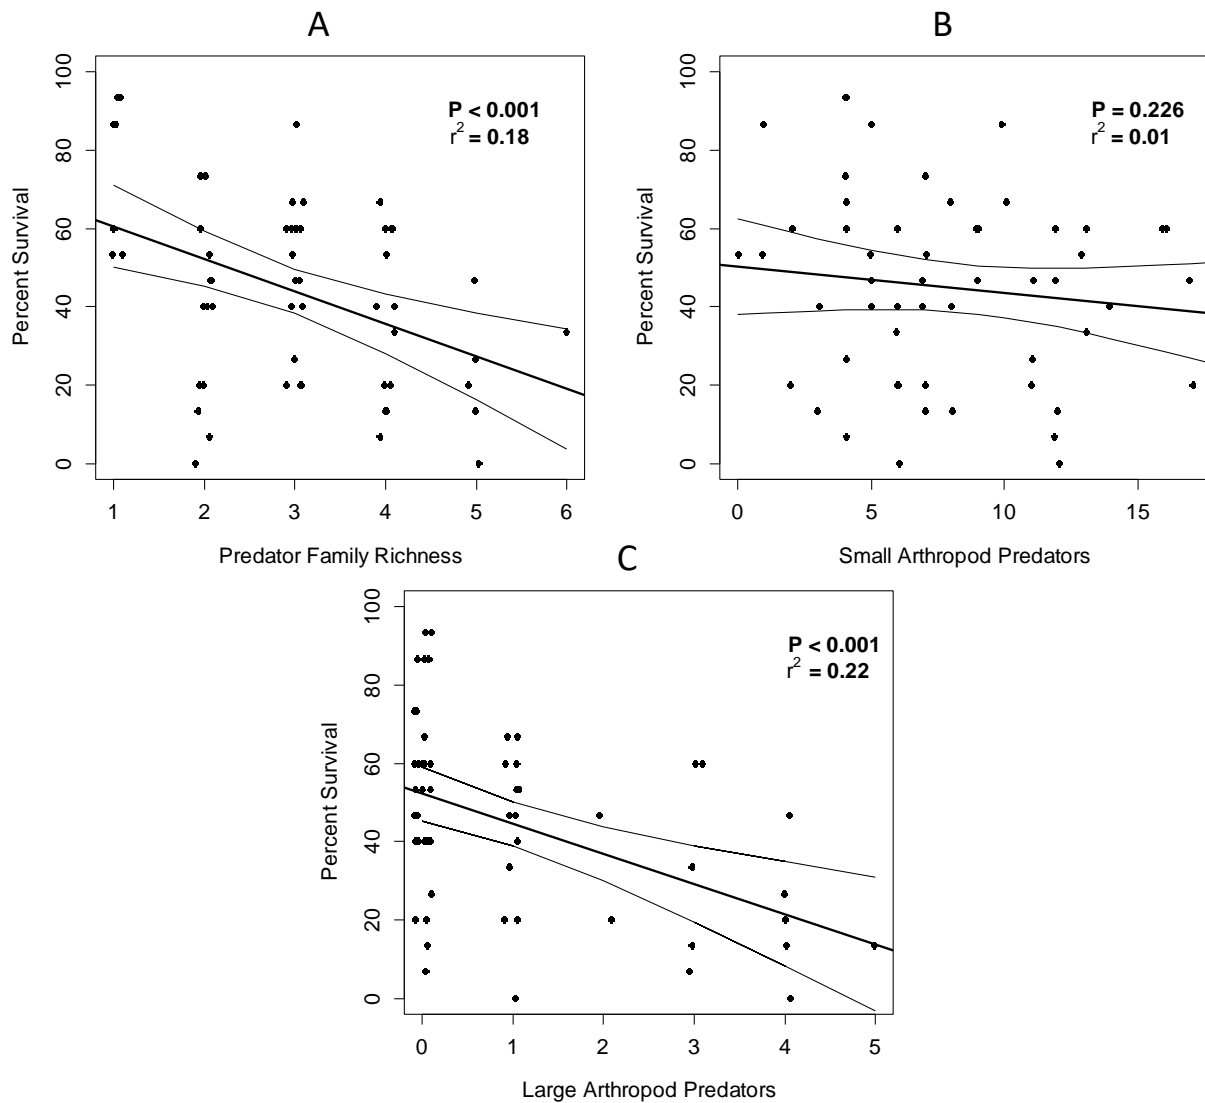 A
P < 0.001
r² = 0.18
Percent Survival
0 20 40 60 80 100
1 2 3 4 5 6
Predator Family Richness
B
P = 0.226
r² = 0.01
Percent Survival
0 20 40 60 80 100
0 5 10 15
Small Arthropod Predators
C
P < 0.001
r² = 0.22
Percent Survival
0 20 40 60 80 100
0 1 2 3 4 5
Large Arthropod Predators